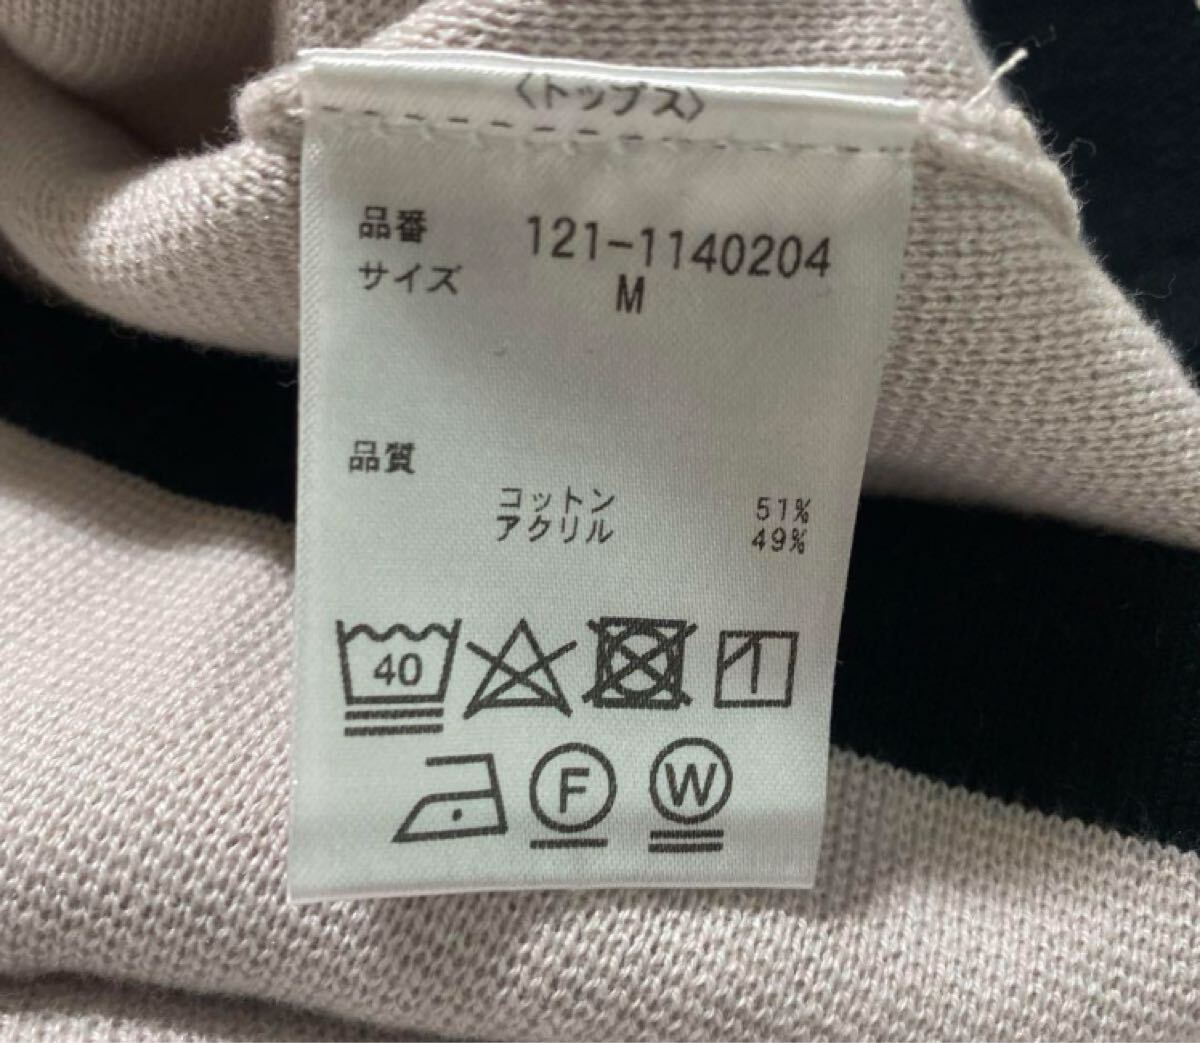 〈トップス〉
品番 121-1140204
サイズ M
品質
コットン 51%
アクリル 49%
40
F W